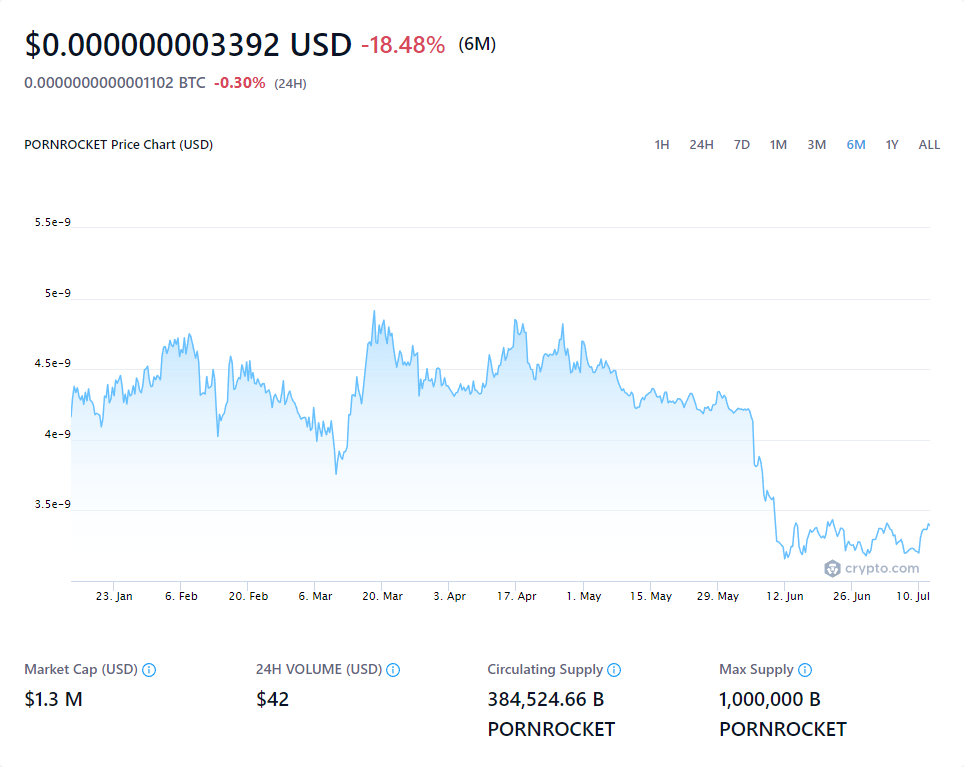 $0.000000003392 USD -18.48% (6M)
0.0000000000001102 BTC -0.30% (24H)
PORNROCKET Price Chart (USD)
1H 24H 7D 1M 3M 6M 1Y ALL
5.5e-9
5e-9
4.5e-9
4e-9
3.5e-9
crypto.com
23. Jan 6. Feb 20. Feb 6. Mar 20. Mar 3. Apr 17. Apr 1. May 15. May 29. May 12. Jun 26. Jun 10. Jul
Market Cap (USD) 24H VOLUME (USD) Circulating Supply Max Supply
$1.3 M $42 384,524.66 B 1,000,000 B
PORNROCKET PORNROCKET